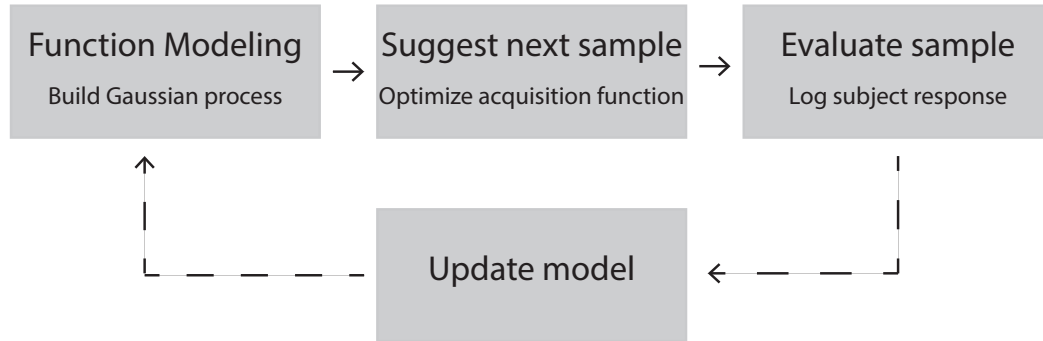 Function Modeling
Build Gaussian process
Suggest next sample
Optimize acquisition function
Evaluate sample
Log subject response
Update model